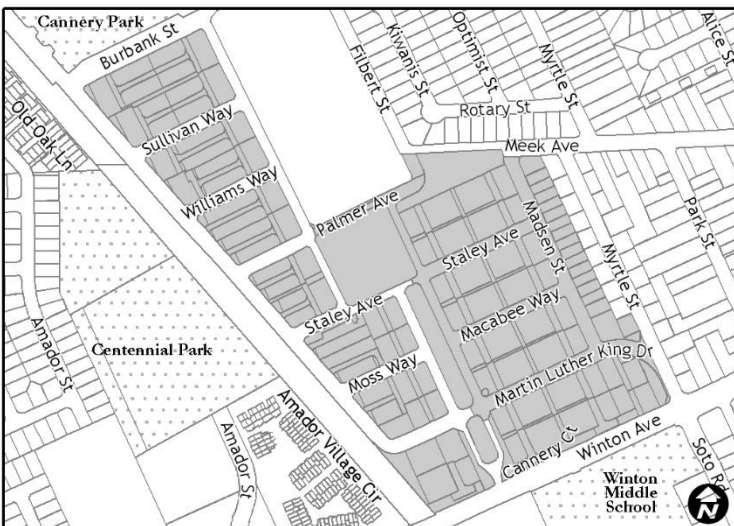 Cannery Park
Burbank St
Filbert St
Kiwanis St
Optimist St
Myrtle St
Alice St
Old Oak Ln
Sullivan Way
Rotary St
Meek Ave
Williams Way
Palmer Ave
Madsen St
Park St
Staley Ave
Myrtle St
Staley Ave
Macabee Way
Amador St
Centennial Park
Moss Way
Martin Luther King Dr
Amador Village Cir
Amador St
Cannery Ct
Winton Ave
Soto Rd
Winton
Middle
School
N